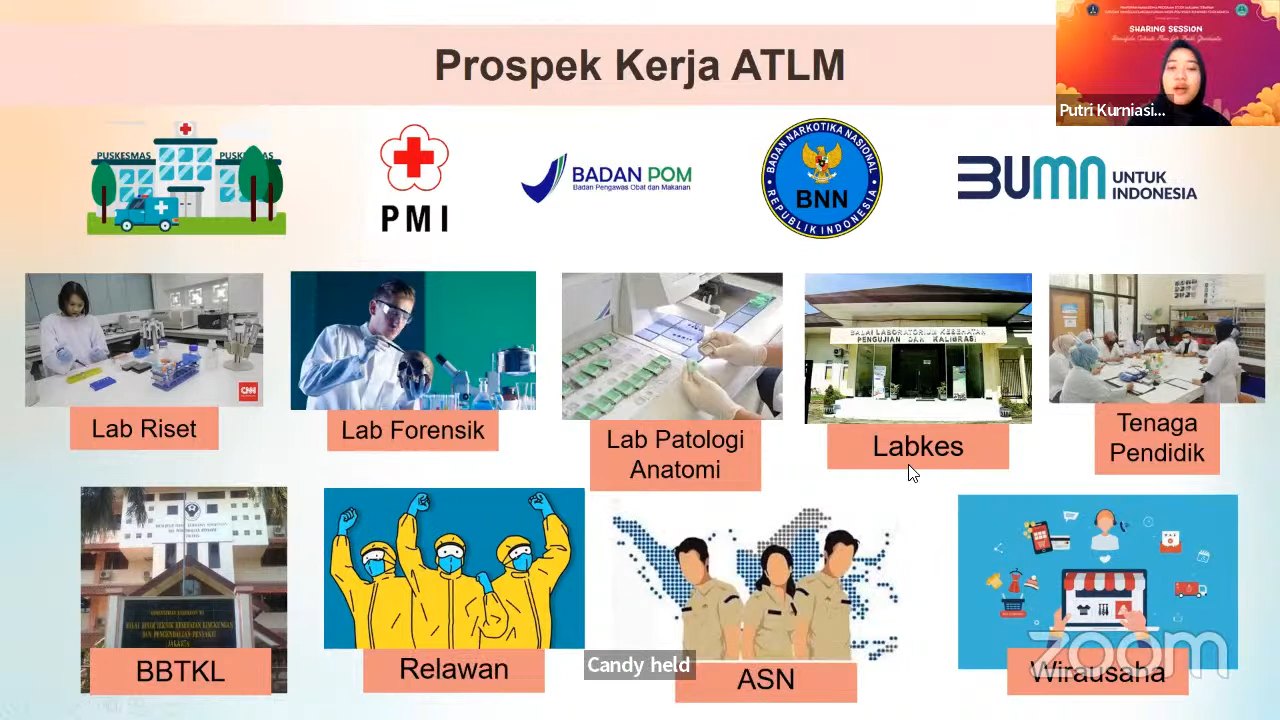 Prospek Kerja ATLM
SHARING SESSION
Putri Kurniasi...
PUSKESMAS
PMI
BADAN POM
Badan Pengawas Obat dan Makanan
BADAN NARKOTIKA NASIONAL
BNN
REPUBLIK INDONESIA
BUMN UNTUK
INDONESIA
CNN
Lab Riset
Lab Forensik
Lab Patologi
Anatomi
BALAI LABORATORIUM KESEHATAN
PENGUJIAN DAN KALIBRASI
Labkes
Tenaga
Pendidik
BBTKL
Relawan
Candy held
ASN
zoom
Wirausaha